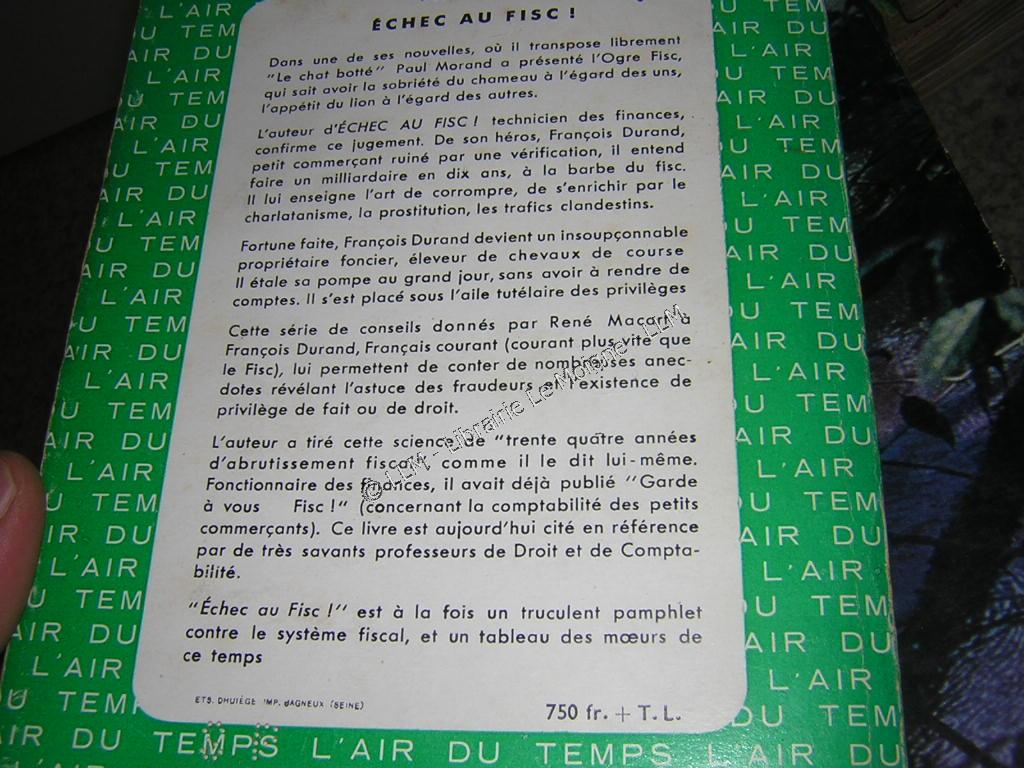 ÉCHEC AU FISC !
Dans une de ses nouvelles, où il transpose librement
"Le chat botté" Paul Morand a présenté l'Ogre Fisc,
qui sait avoir la sobriété du chameau à l'égard des uns,
l'appétit du lion à l'égard des autres.
L'auteur d'ÉCHEC AU FISC ! technicien des finances,
confirme ce jugement. De son héros, François Durand,
petit commerçant ruiné par une vérification, il entend
faire un milliardaire en dix ans, à la barbe du fisc.
Il lui enseigne l'art de corrompre, de s'enrichir par le
charlatanisme, la prostitution, les trafics clandestins.
Fortune faite, François Durand devient un insoupçonnable
propriétaire foncier, éleveur de chevaux de course
Il étale sa pompe au grand jour, sans avoir à rendre de
comptes. Il s'est placé sous l'aile tutélaire des privilèges
Cette série de conseils donnés par René Macart à
François Durand, Français courant (courant plus vite que
le Fisc), lui permettent de conter de nombreuses anec-
dotes révélant l'astuce des fraudeurs et l'existence de
privilège de fait ou de droit.
L'auteur a tiré cette science de "trente quatre années
d'abrutissement fiscal" comme il le dit lui-même.
Fonctionnaire des finances, il avait déjà publié "Garde
à vous Fisc !" (concernant la comptabilité des petits
commerçants). Ce livre est aujourd'hui cité en référence
par de très savants professeurs de Droit et de Compta-
bilité.
"Échec au Fisc !" est à la fois un truculent pamphlet
contre le système fiscal, et un tableau des mœurs de
ce temps
ETS. DHUIÈGE IMP. BAGNEUX (SEINE)
750 fr. + T. L.
L'AIR DU TEMPS L'AIR DU TEMPS L'AIR DU
© LLM - Librairie Le Moigne - LLM